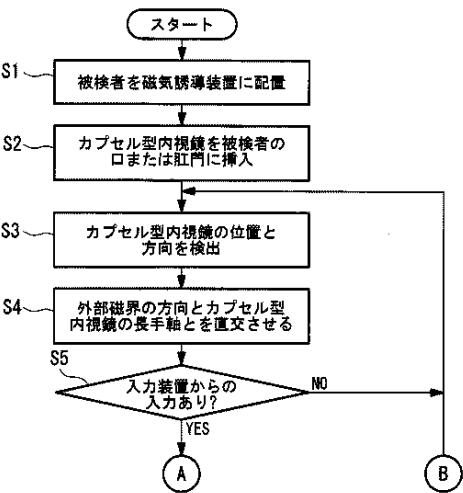 スタート
S1
被検者を磁気誘導装置に配置
S2
カプセル型内視鏡を被検者の
口または肛門に挿入
S3
カプセル型内視鏡の位置と
方向を検出
S4
外部磁界の方向とカプセル型
内視鏡の長手軸とを直交させる
S5
入力装置からの
入力あり?
NO
YES
A
B